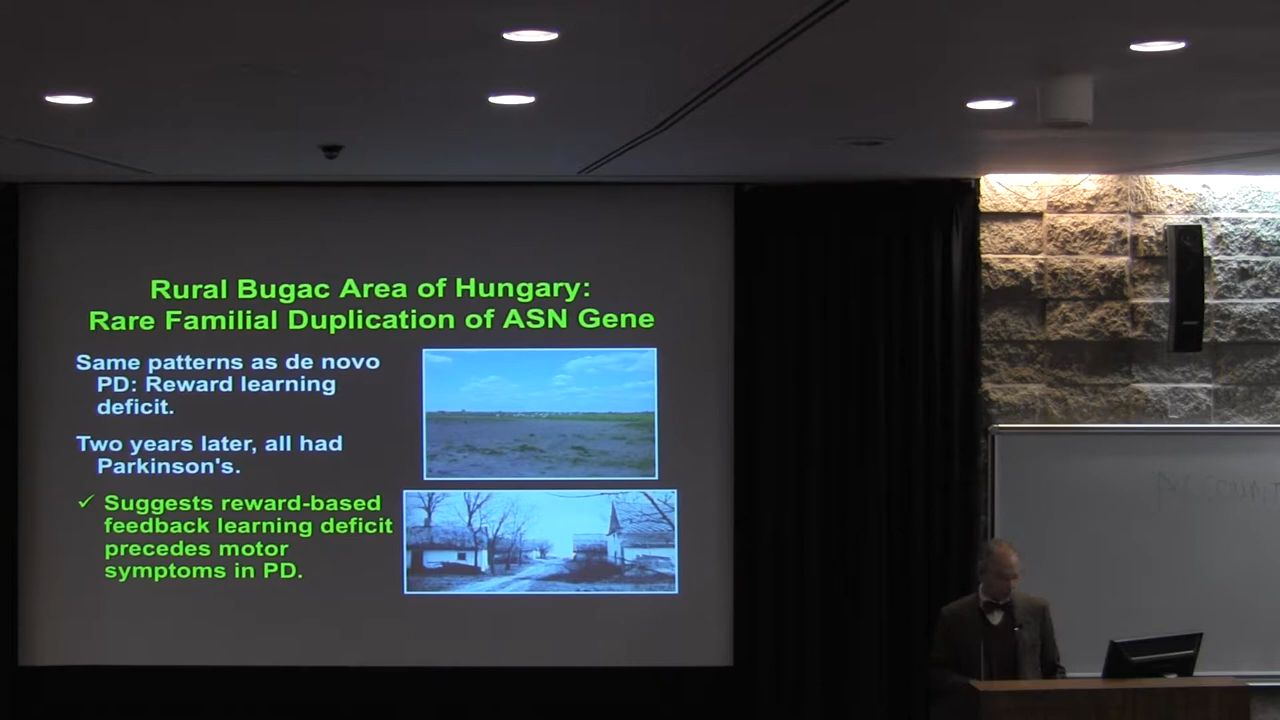 Rural Bugac Area of Hungary:
Rare Familial Duplication of ASN Gene
Same patterns as de novo
PD: Reward learning
deficit.
Two years later, all had
Parkinson's.
✓ Suggests reward-based
feedback learning deficit
precedes motor
symptoms in PD.